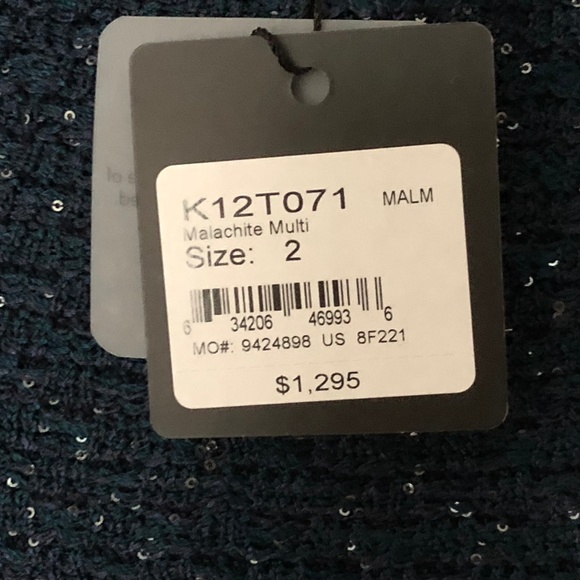 K12T071 MALM
Malachite Multi
Size: 2
6 34206 46993 6
MO#: 9424898 US 8F221
$1,295